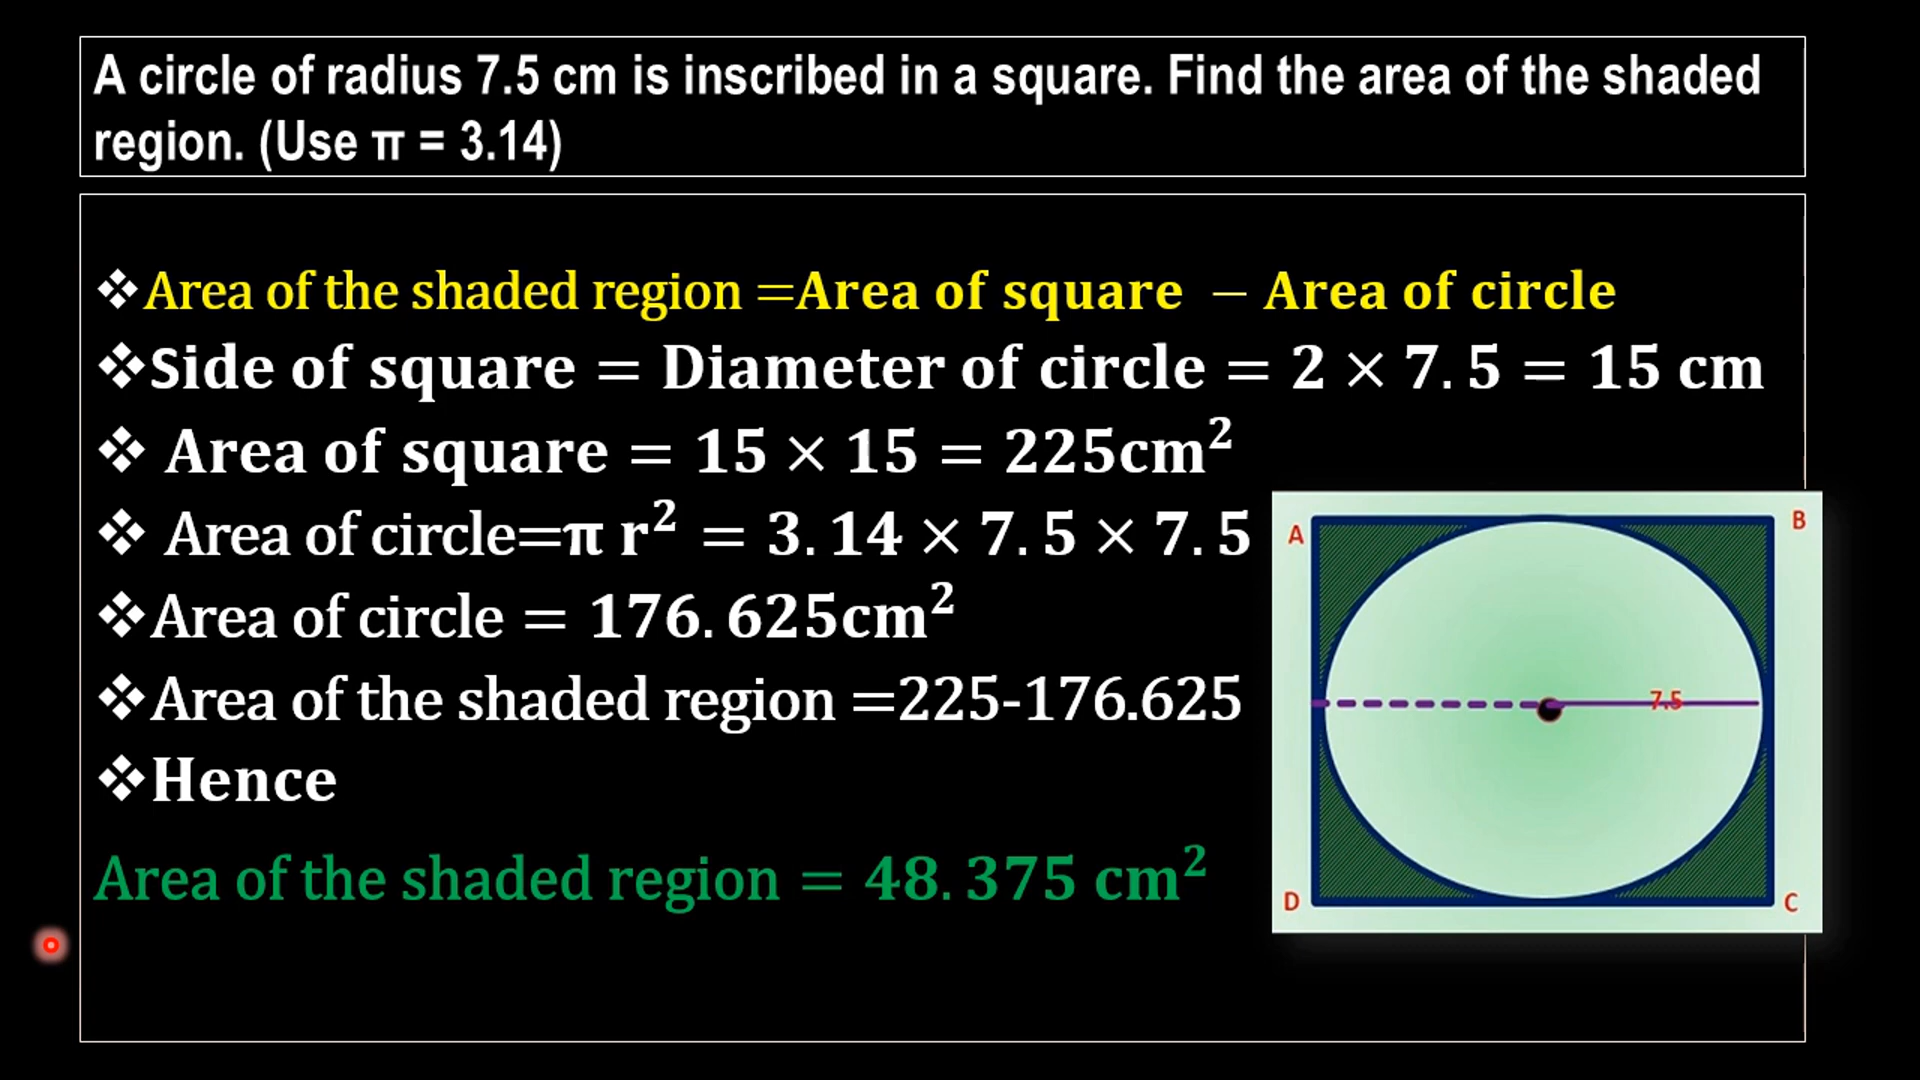 A circle of radius 7.5 cm is inscribed in a square. Find the area of the shaded
region. (Use π = 3.14)
❖Area of the shaded region =Area of square − Area of circle
❖Side of square = Diameter of circle = 2 × 7.5 = 15 cm
❖ Area of square = 15 × 15 = 225cm²
❖ Area of circle=π r² = 3.14 × 7.5 × 7.5
❖Area of circle = 176.625cm²
❖Area of the shaded region =225-176.625
❖Hence
Area of the shaded region = 48.375 cm²
A
B
7.5
D
C